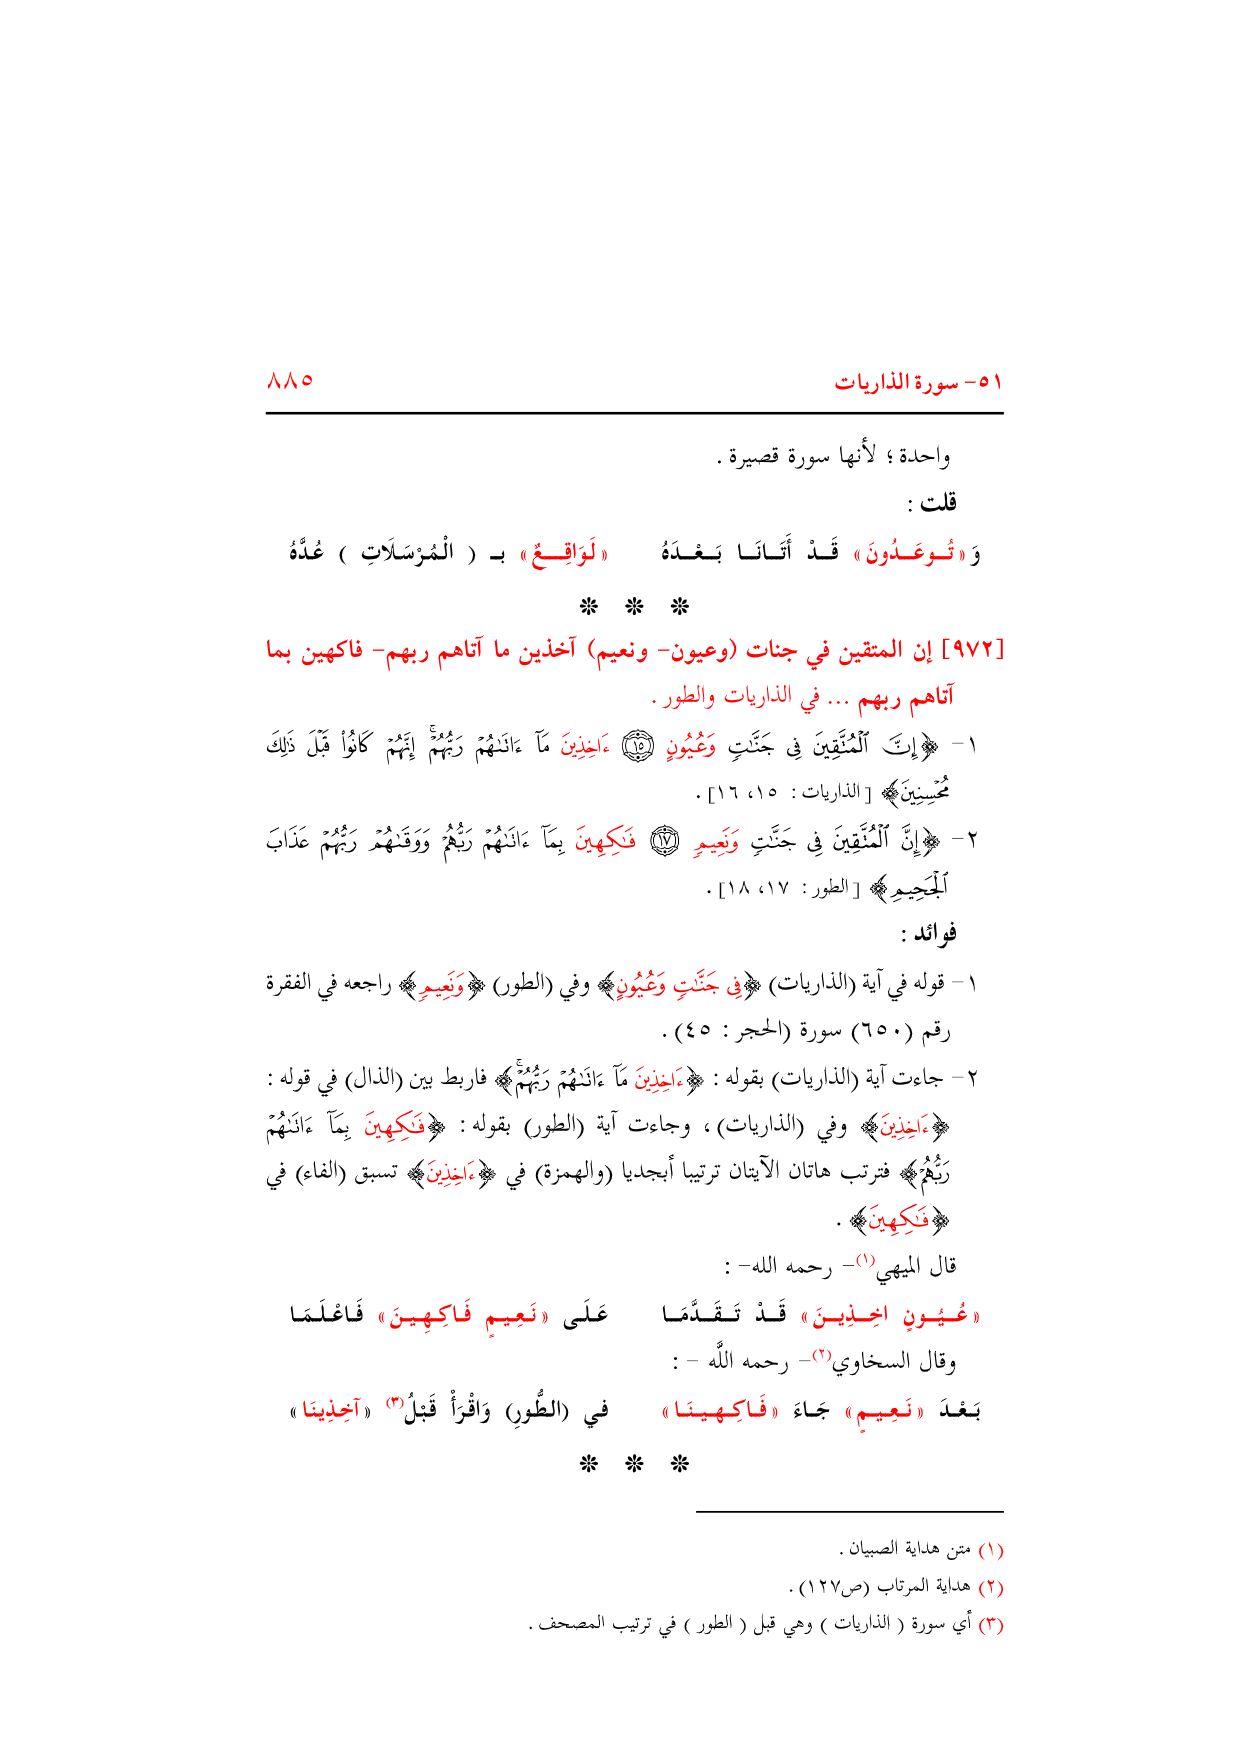 ٥١- سورة الذاريات ٨٨٥
واحدة ؛ لأنها سورة قصيرة .
قلت :
وَ «تُوعَدُونَ» قَدْ أَتَانَا بَعْدَهُ «لَوَاقِعٌ» بـ ( الْمُرْسَلَاتِ ) عُدَّهُ
❊ ❊ ❊
[٩٧٢] إن المتقين في جنات (وعيون- ونعيم) آخذين ما آتاهم ربهم- فاكهين بما
آتاهم ربهم ... في الذاريات والطور .
١- ﴿إِنَّ ٱلْمُتَّقِينَ فِى جَنَّٰتٍ وَعُيُونٍ ١٥ ءَاخِذِينَ مَآ ءَاتَىٰهُمْ رَبُّهُمْ ۚ إِنَّهُمْ كَانُوا۟ قَبْلَ ذَٰلِكَ
مُحْسِنِينَ﴾ [الذاريات : ١٥، ١٦] .
٢- ﴿إِنَّ ٱلْمُتَّقِينَ فِى جَنَّٰتٍ وَنَعِيمٍ ١٧ فَٰكِهِينَ بِمَآ ءَاتَىٰهُمْ رَبُّهُمْ وَوَقَىٰهُمْ رَبُّهُمْ عَذَابَ
ٱلْجَحِيمِ﴾ [الطور : ١٧، ١٨] .
فوائد :
١- قوله في آية (الذاريات) ﴿فِى جَنَّٰتٍ وَعُيُونٍ﴾ وفي (الطور) ﴿وَنَعِيمٍ﴾ راجعه في الفقرة
رقم (٦٥٠) سورة (الحجر : ٤٥) .
٢- جاءت آية (الذاريات) بقوله : ﴿ءَاخِذِينَ مَآ ءَاتَىٰهُمْ رَبُّهُمْ ۚ﴾ فاربط بين (الذال) في قوله :
﴿ءَاخِذِينَ﴾ وفي (الذاريات)، وجاءت آية (الطور) بقوله : ﴿فَٰكِهِينَ بِمَآ ءَاتَىٰهُمْ
رَبُّهُمْ﴾ فترتب هاتان الآيتان ترتيبا أبجديا (والهمزة) في ﴿ءَاخِذِينَ﴾ تسبق (الفاء) في
﴿فَٰكِهِينَ﴾ .
قال الميهي(١)- رحمه الله- :
«عُيُونٍ اخِذِينَ» قَدْ تَقَدَّمَا عَلَى «نَعِيمٍ فَاكِهِينَ» فَاعْلَمَا
وقال السخاوي(٢)- رحمه اللَّه - :
بَعْدَ «نَعِيمٍ» جَاءَ «فَاكِهِينَا» في (الطُّورِ) وَاقْرَأْ قَبْلُ(٣) «آخِذِينَا»
❊ ❊ ❊
(١) متن هداية الصبيان .
(٢) هداية المرتاب (ص١٢٧) .
(٣) أي سورة ( الذاريات ) وهي قبل ( الطور ) في ترتيب المصحف .